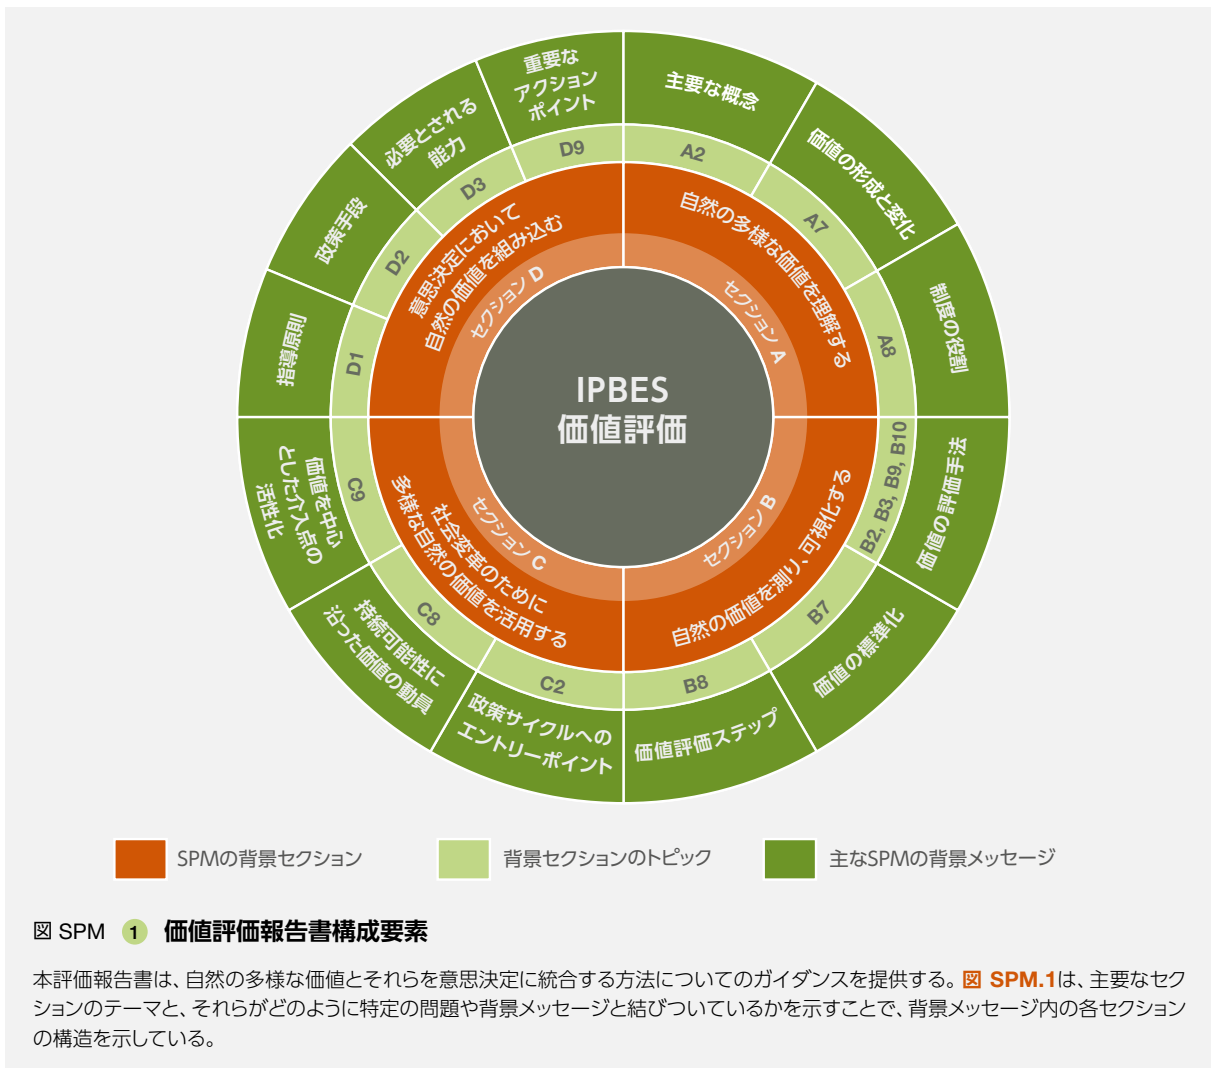 重要な
アクション
ポイント
主要な概念
価値の形成と変化
制度の役割
価値の評価手法
価値の標準化
価値評価ステップ
政策サイクルへの
エントリーポイント
持続可能性に
沿った価値の動員
価値を中心
とした介入点の
活性化
指導原則
政策手段
必要とされる
能力
D9
A2
A7
A8
B2, B3, B9, B10
B7
B8
C2
C8
C9
D1
D2
D3
自然の多様な価値を理解する
セクション A
自然の価値を測り、可視化する
セクション B
社会変革のために
多様な自然の価値を活用する
セクション C
意思決定において
自然の価値を組み込む
セクション D
IPBES
価値評価
SPMの背景セクション
背景セクションのトピック
主なSPMの背景メッセージ
図 SPM 1 価値評価報告書構成要素
本評価報告書は、自然の多様な価値とそれらを意思決定に統合する方法についてのガイダンスを提供する。図 SPM.1は、主要なセク
ションのテーマと、それらがどのように特定の問題や背景メッセージと結びついているかを示すことで、背景メッセージ内の各セクション
の構造を示している。